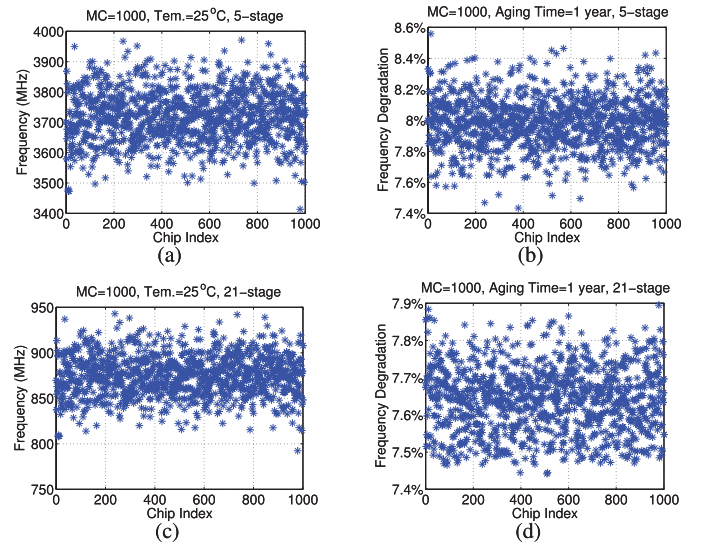 MC=1000, Tem.=25°C, 5-stage
Frequency (MHz)
4000
3900
3800
3700
3600
3500
3400
0 200 400 600 800 1000
Chip Index
(a)
MC=1000, Aging Time=1 year, 5-stage
Frequency Degradation
8.6%
8.4%
8.2%
8%
7.8%
7.6%
7.4%
0 200 400 600 800 1000
Chip Index
(b)
MC=1000, Tem.=25°C, 21-stage
Frequency (MHz)
950
900
850
800
750
0 200 400 600 800 1000
Chip Index
(c)
MC=1000, Aging Time=1 year, 21-stage
Frequency Degradation
7.9%
7.8%
7.7%
7.6%
7.5%
7.4%
0 200 400 600 800 1000
Chip Index
(d)